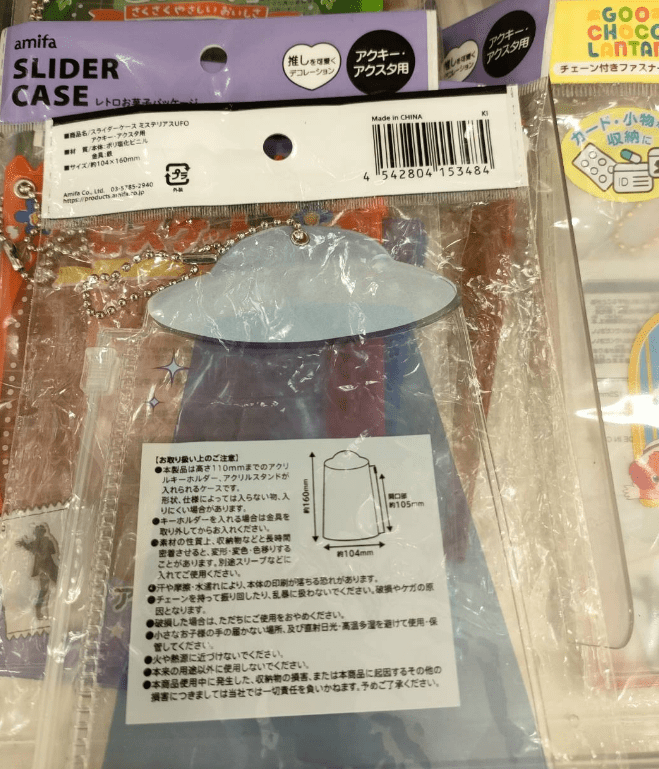 さくさくやさしいおいしさ
amifa
SLIDER
CASE レトロお菓子パッケージ
推しを可愛く
デコレーション
アクキー・
アクスタ用
推しを可愛く
デコレーション
アクキー・
アクスタ用
GOO
CHOCO
LANTA
チェーン付きファスナー
カード・小物
収納に
ID
■商品名/スライダーケース ミステリアスUFO
アクキー・アクスタ用
■材 質/本体:ポリ塩化ビニル
金具:鉄
■サイズ/約104×160mm
プラ
外装
Amifa Co., Ltd. 03-5785-2940
https://products.amifa.co.jp
Made in CHINA
KI
4 542804 153484
【お取り扱い上のご注意】
●本製品は高さ110mmまでのアクリ
ルキーホルダー、アクリルスタンドが
入れられるケースです。
形状、仕様によっては入らない物、入
りにくい場合があります。
●キーホルダーを入れる場合は金具を
取り外してからお入れください。
●素材の性質上、収納物などと長時間
密着させると、変形・変色・色移りする
ことがあります。別途スリーブなどに
入れてご使用ください。
●汗や摩擦・水濡れにより、本体の印刷が落ちる恐れがあります。
●チェーンを持って振り回したり、乱暴に扱わないでください。破損やケガの原
因となります。
●破損した場合は、ただちにご使用をおやめください。
●小さなお子様の手の届かない場所、及び直射日光・高温多湿を避けて使用・保
管してください。
●火や熱源に近づけないでください。
●本来の用途以外に使用しないでください。
●本商品使用中に発生した、収納物の損害、または本商品に起因するその他の
損害につきましては当社では一切責任を負いかねます。予めご了承ください。
約160mm
開口部
約105mm
約104mm